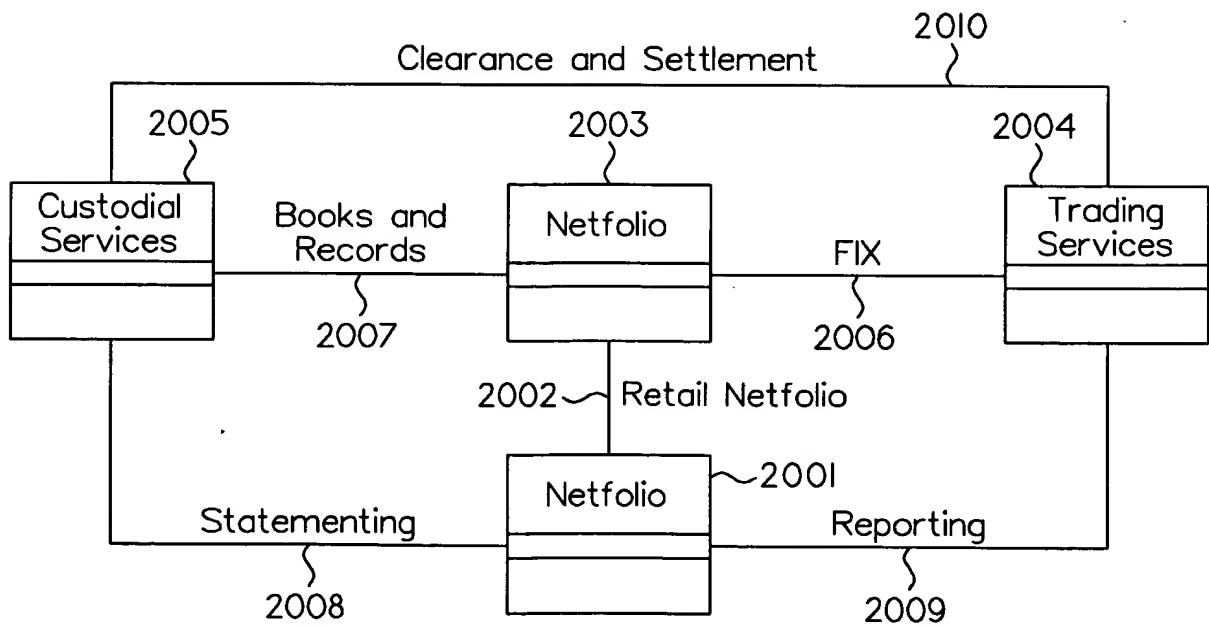 2010
Clearance and Settlement
2005
2003
2004
Custodial
Services
Books and
Records
Netfolio
FIX
Trading
Services
2007
2006
2002
Retail Netfolio
Netfolio
2001
Statementing
Reporting
2008
2009